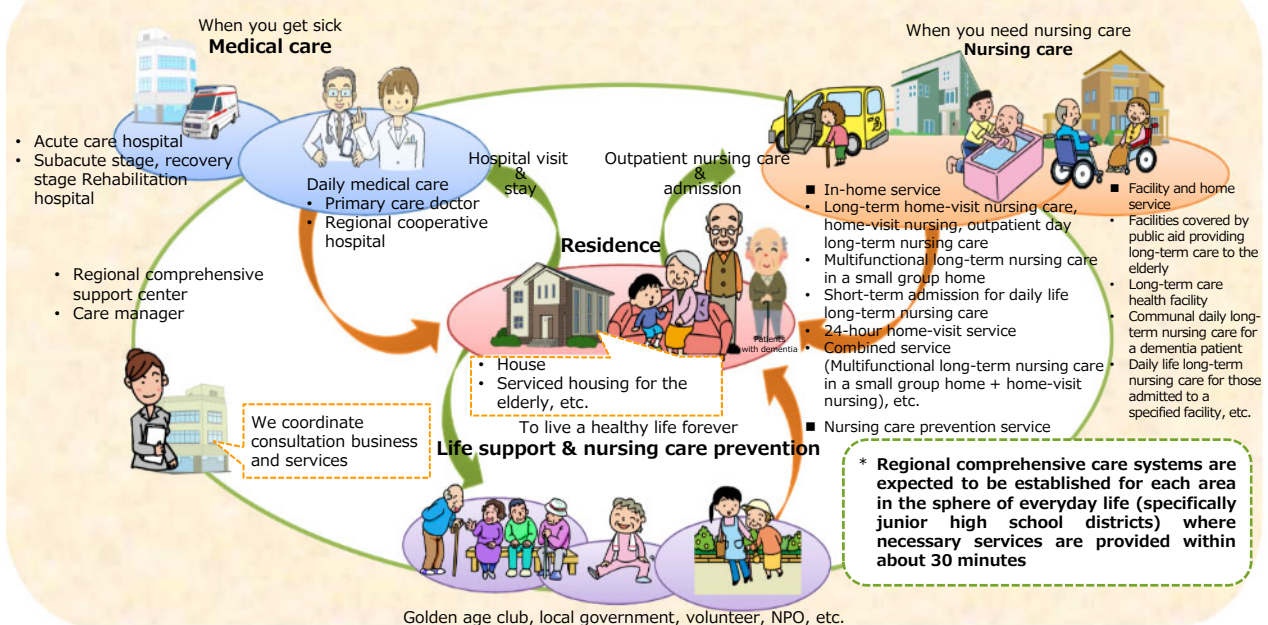 When you get sick
Medical care
• Acute care hospital
• Subacute stage, recovery
stage Rehabilitation
hospital
Daily medical care
• Primary care doctor
• Regional cooperative
hospital
Hospital visit
&
stay
When you need nursing care
Nursing care
Outpatient nursing care
&
admission
■ In-home service
• Long-term home-visit nursing care,
home-visit nursing, outpatient day
long-term nursing care
• Multifunctional long-term nursing care
in a small group home
• Short-term admission for daily life
long-term nursing care
• 24-hour home-visit service
• Combined service
(Multifunctional long-term nursing care
in a small group home + home-visit
nursing), etc.
■ Nursing care prevention service
■ Facility and home
service
• Facilities covered by
public aid providing
long-term care to the
elderly
• Long-term care
health facility
• Communal daily long-
term nursing care for
a dementia patient
• Daily life long-term
nursing care for those
admitted to a
specified facility, etc.
• Regional comprehensive
support center
• Care manager
We coordinate
consultation business
and services
Residence
Patients
with dementia
• House
• Serviced housing for the
elderly, etc.
To live a healthy life forever
Life support & nursing care prevention
Golden age club, local government, volunteer, NPO, etc.
* Regional comprehensive care systems are
expected to be established for each area
in the sphere of everyday life (specifically
junior high school districts) where
necessary services are provided within
about 30 minutes